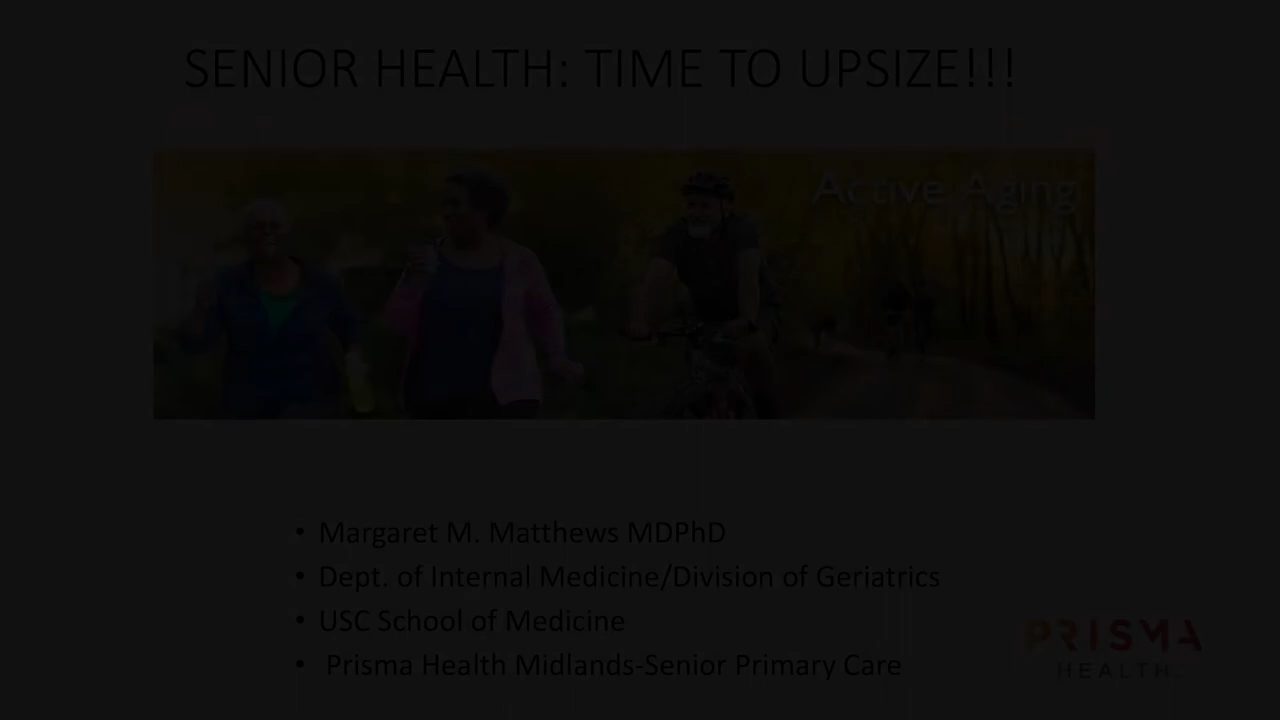 SENIOR HEALTH: TIME TO UPSIZE!!!
Active Aging
• Margaret M. Matthews MDPhD
• Dept. of Internal Medicine/Division of Geriatrics
• USC School of Medicine
• Prisma Health Midlands-Senior Primary Care
PRISMA
HEALTH.